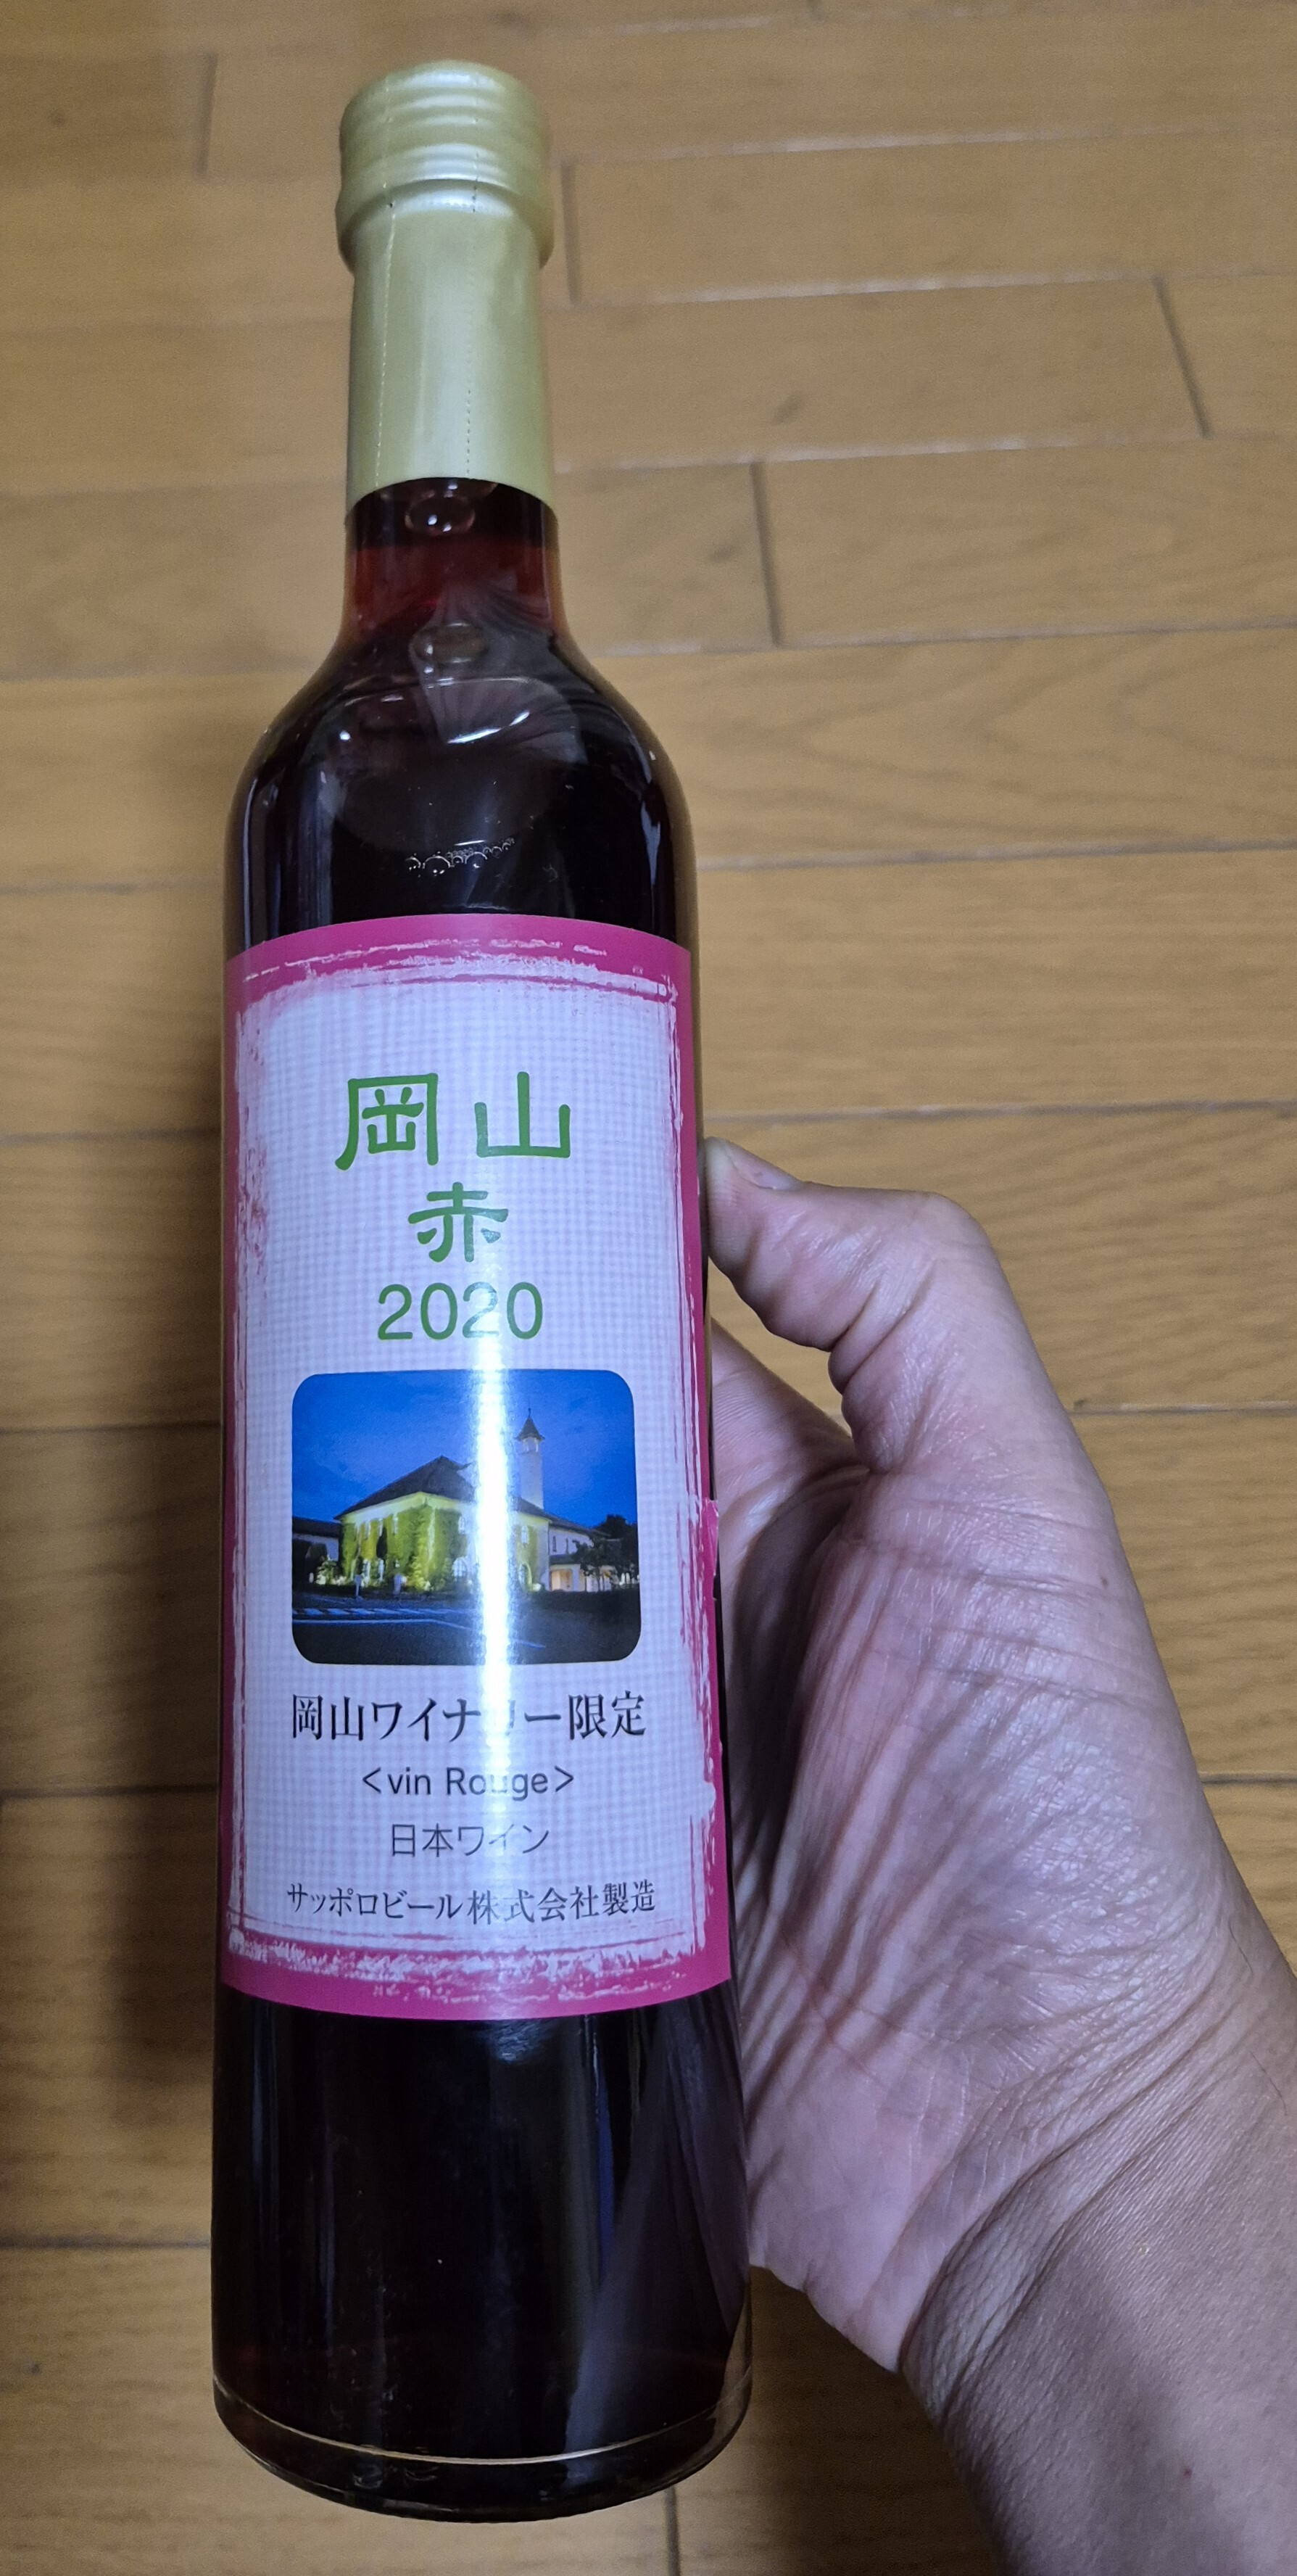 岡山
赤
2020
岡山ワイナリー限定
<vin Rouge>
日本ワイン
サッポロビール株式会社製造